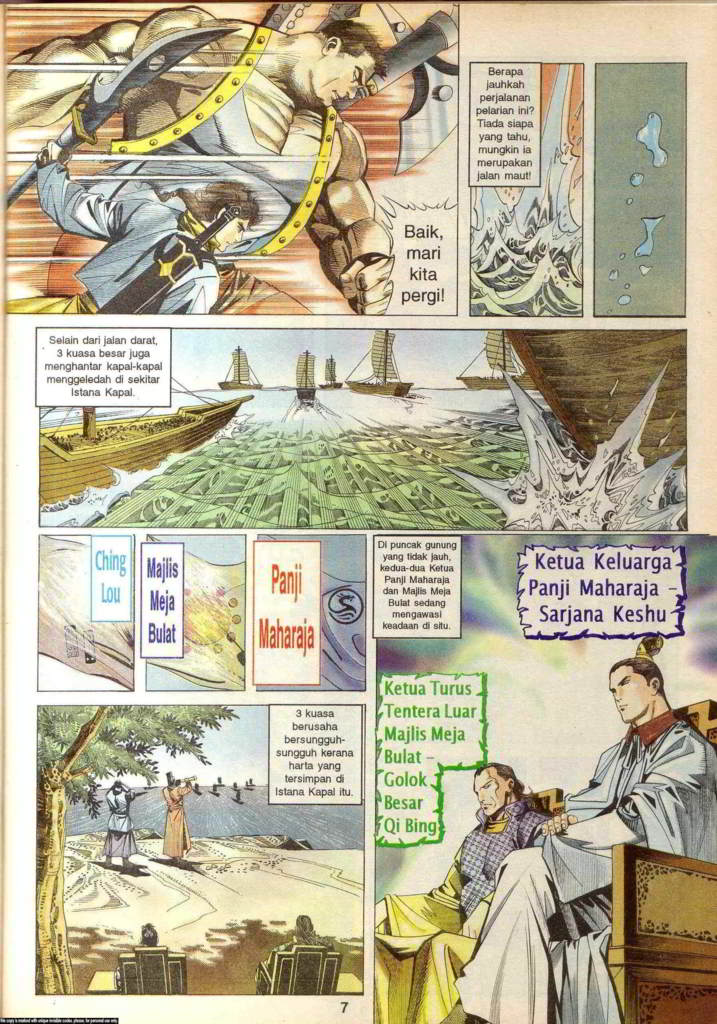 Baik,
mari
kita
pergi!
Berapa
jauhkah
perjalanan
pelarian ini?
Tiada siapa
yang tahu,
mungkin ia
merupakan
jalan maut!
Selain dari jalan darat,
3 kuasa besar juga
menghantar kapal-kapal
menggeledah di sekitar
Istana Kapal.
Ching
Lou
Majlis
Meja
Bulat
Panji
Maharaja
Di puncak gunung
yang tidak jauh,
kedua-dua Ketua
Panji Maharaja
dan Majlis Meja
Bulat sedang
mengawasi
keadaan di situ.
Ketua Keluarga
Panji Maharaja –
Sarjana Keshu
Ketua Turus
Tentera Luar
Majlis Meja
Bulat –
Golok
Besar
Qi Bing
3 kuasa
berusaha
bersungguh-
sungguh kerana
harta yang
tersimpan di
Istana Kapal itu.
7